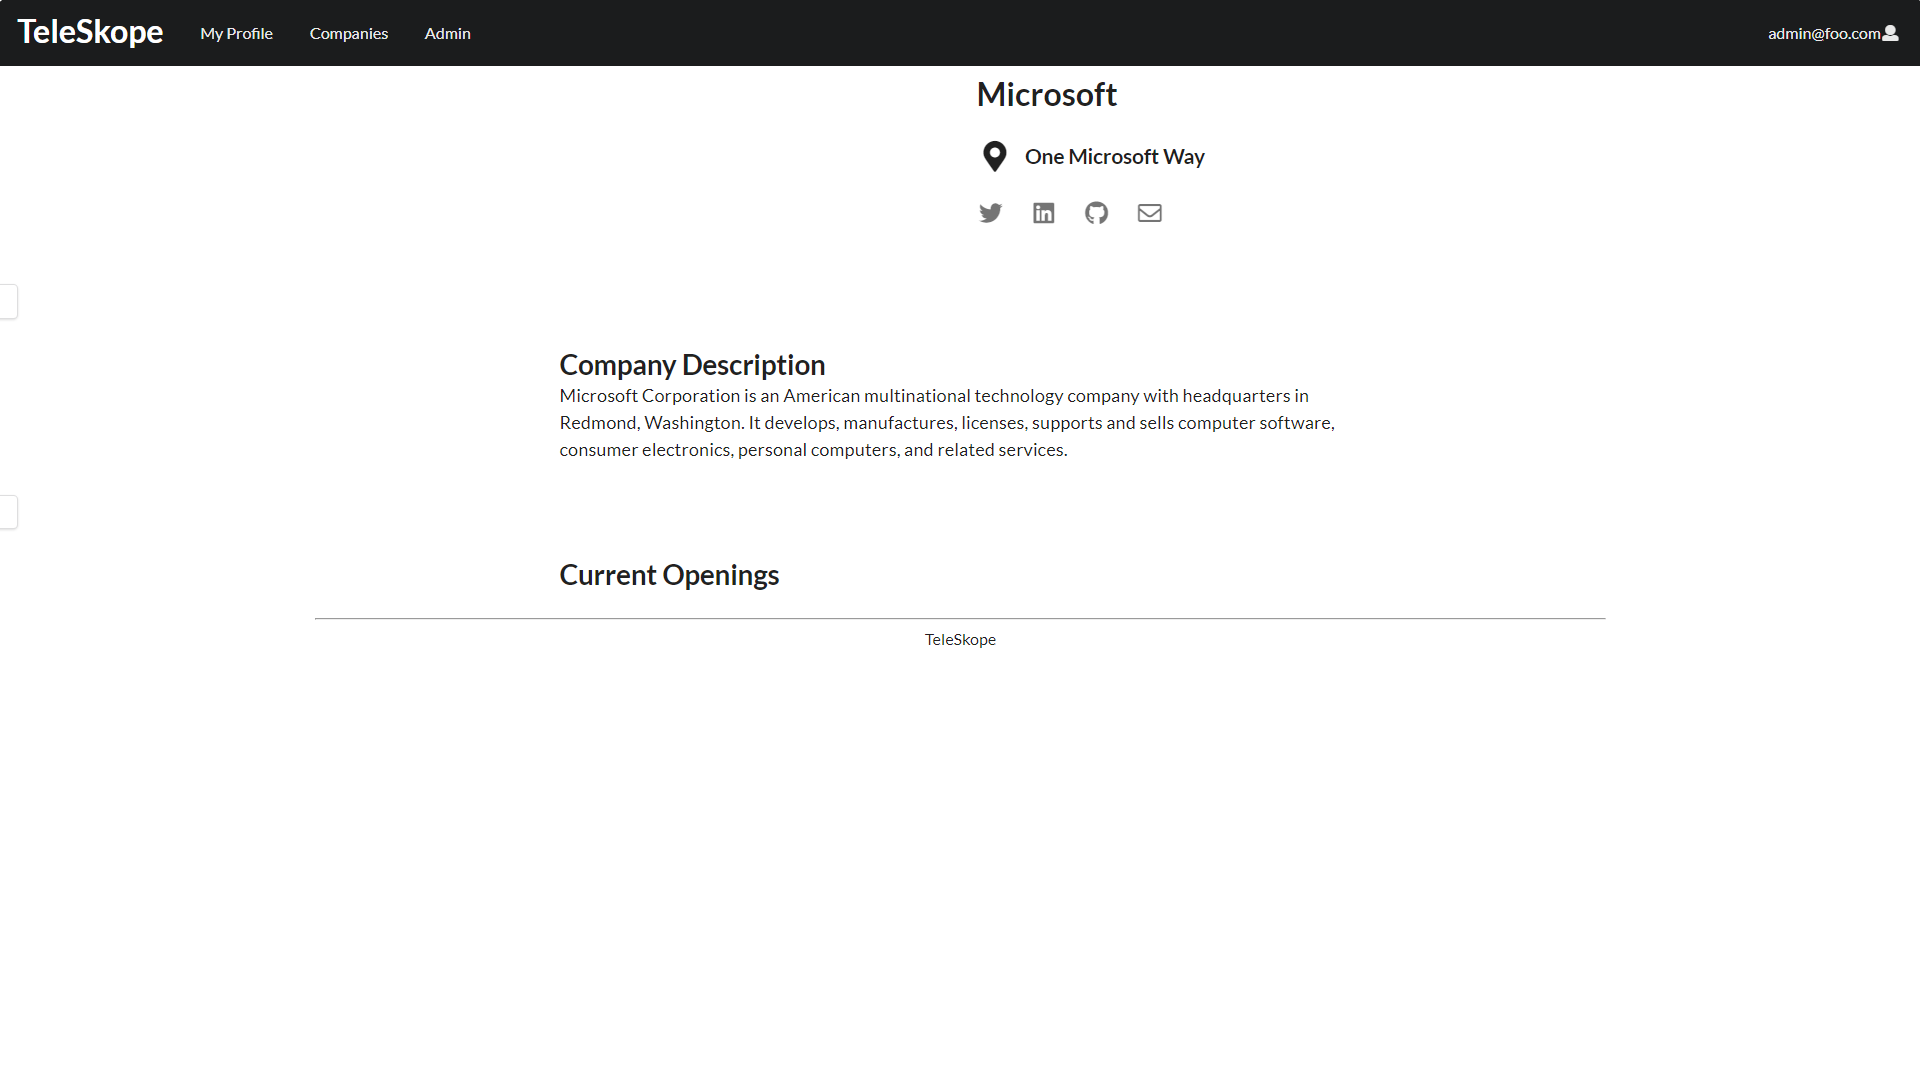 TeleSkope My Profile Companies Admin admin@foo.com
Microsoft
One Microsoft Way
Company Description
Microsoft Corporation is an American multinational technology company with headquarters in
Redmond, Washington. It develops, manufactures, licenses, supports and sells computer software,
consumer electronics, personal computers, and related services.
Current Openings
TeleSkope